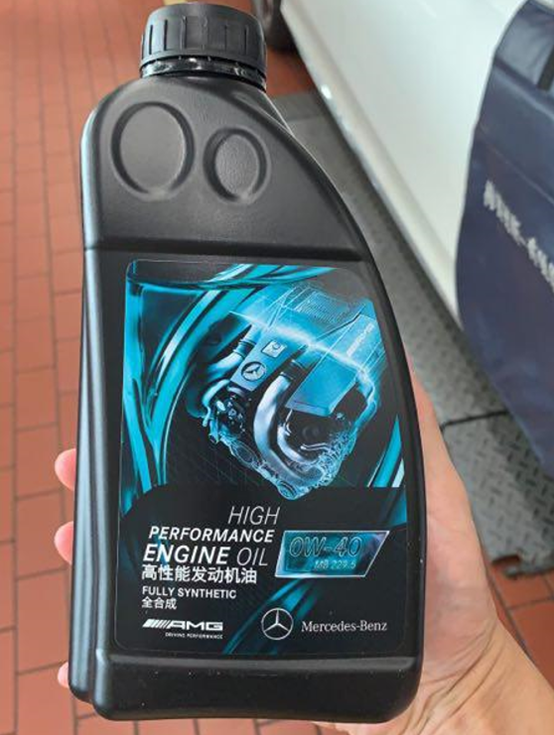 HIGH
PERFORMANCE
ENGINE OIL
高性能发动机油
FULLY SYNTHETIC
全合成
0W-40
MB 229.5
AMG
DRIVING PERFORMANCE
Mercedes-Benz